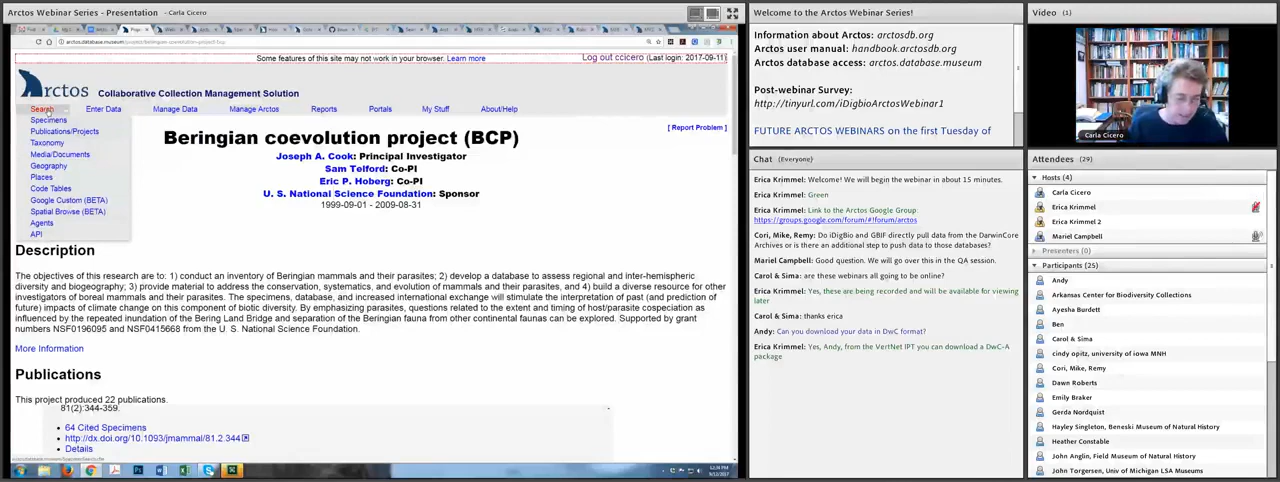 Arctos Webinar Series - Presentation - Carla Cicero
arctos.database.museum/project/beringian-coevolution-project-bcp
Some features of this site may not work in your browser. Learn more
Log out ccicero (Last login: 2017-09-11)
Arctos Collaborative Collection Management Solution
Search Enter Data Manage Data Manage Arctos Reports Portals My Stuff About/Help
Specimens
Publications/Projects
Taxonomy
Media/Documents
Geography
Places
Code Tables
Google Custom (BETA)
Spatial Browse (BETA)
Agents
API
[ Report Problem ]
Beringian coevolution project (BCP)
Joseph A. Cook: Principal Investigator
Sam Telford: Co-PI
Eric P. Hoberg: Co-PI
U. S. National Science Foundation: Sponsor
1999-09-01 - 2009-08-31
Description
The objectives of this research are to: 1) conduct an inventory of Beringian mammals and their parasites; 2) develop a database to assess regional and inter-hemispheric
diversity and biogeography; 3) provide material to address the conservation, systematics, and evolution of mammals and their parasites, and 4) build a diverse resource for other
investigators of boreal mammals and their parasites. The specimens, database, and increased international exchange will stimulate the interpretation of past (and prediction of
future) impacts of climate change on this component of biotic diversity. By emphasizing parasites, questions related to the extent and timing of host/parasite cospeciation as
influenced by the repeated inundation of the Bering Land Bridge and separation of the Beringian fauna from other continental faunas can be explored. Supported by grant
numbers NSF0196095 and NSF0415668 from the U. S. National Science Foundation.
More Information
Publications
This project produced 22 publications.
81(2):344-359.
64 Cited Specimens
http://dx.doi.org/10.1093/jmammal/81.2.344
Details
12:34 PM
9/12/2017
Welcome to the Arctos Webinar Series!
Information about Arctos: arctosdb.org
Arctos user manual: handbook.arctosdb.org
Arctos database access: arctos.database.museum
Post-webinar Survey:
http://tinyurl.com/iDigbioArctosWebinar1
FUTURE ARCTOS WEBINARS on the first Tuesday of
Chat (Everyone)
Erica Krimmel: Welcome! We will begin the webinar in about 15 minutes.
Erica Krimmel: Green
Erica Krimmel: Link to the Arctos Google Group:
https://groups.google.com/forum/#!forum/arctos
Cori, Mike, Remy: Do iDigBio and GBIF directly pull data from the DarwinCore
Archives or is there an additional step to push data to those databases?
Mariel Campbell: Good question. We will go over this in the QA session.
Carol & Sima: are these webinars all going to be online?
Erica Krimmel: Yes, these are being recorded and will be available for viewing
later
Carol & Sima: thanks erica
Andy: Can you download your data in DwC format?
Erica Krimmel: Yes, Andy, from the VertNet IPT you can download a DwC-A
package
Video (1)
Carla Cicero
Attendees (29)
Hosts (4)
Carla Cicero
Erica Krimmel
Erica Krimmel 2
Mariel Campbell
Presenters (0)
Participants (25)
Andy
Arkansas Center for Biodiversity Collections
Ayesha Burdett
Ben
Carol & Sima
cindy opitz, university of iowa MNH
Cori, Mike, Remy
Dawn Roberts
Emily Braker
Gerda Nordquist
Hayley Singleton, Beneski Museum of Natural History
Heather Constable
John Anglin, Field Museum of Natural History
John Torgersen, Univ of Michigan LSA Museums